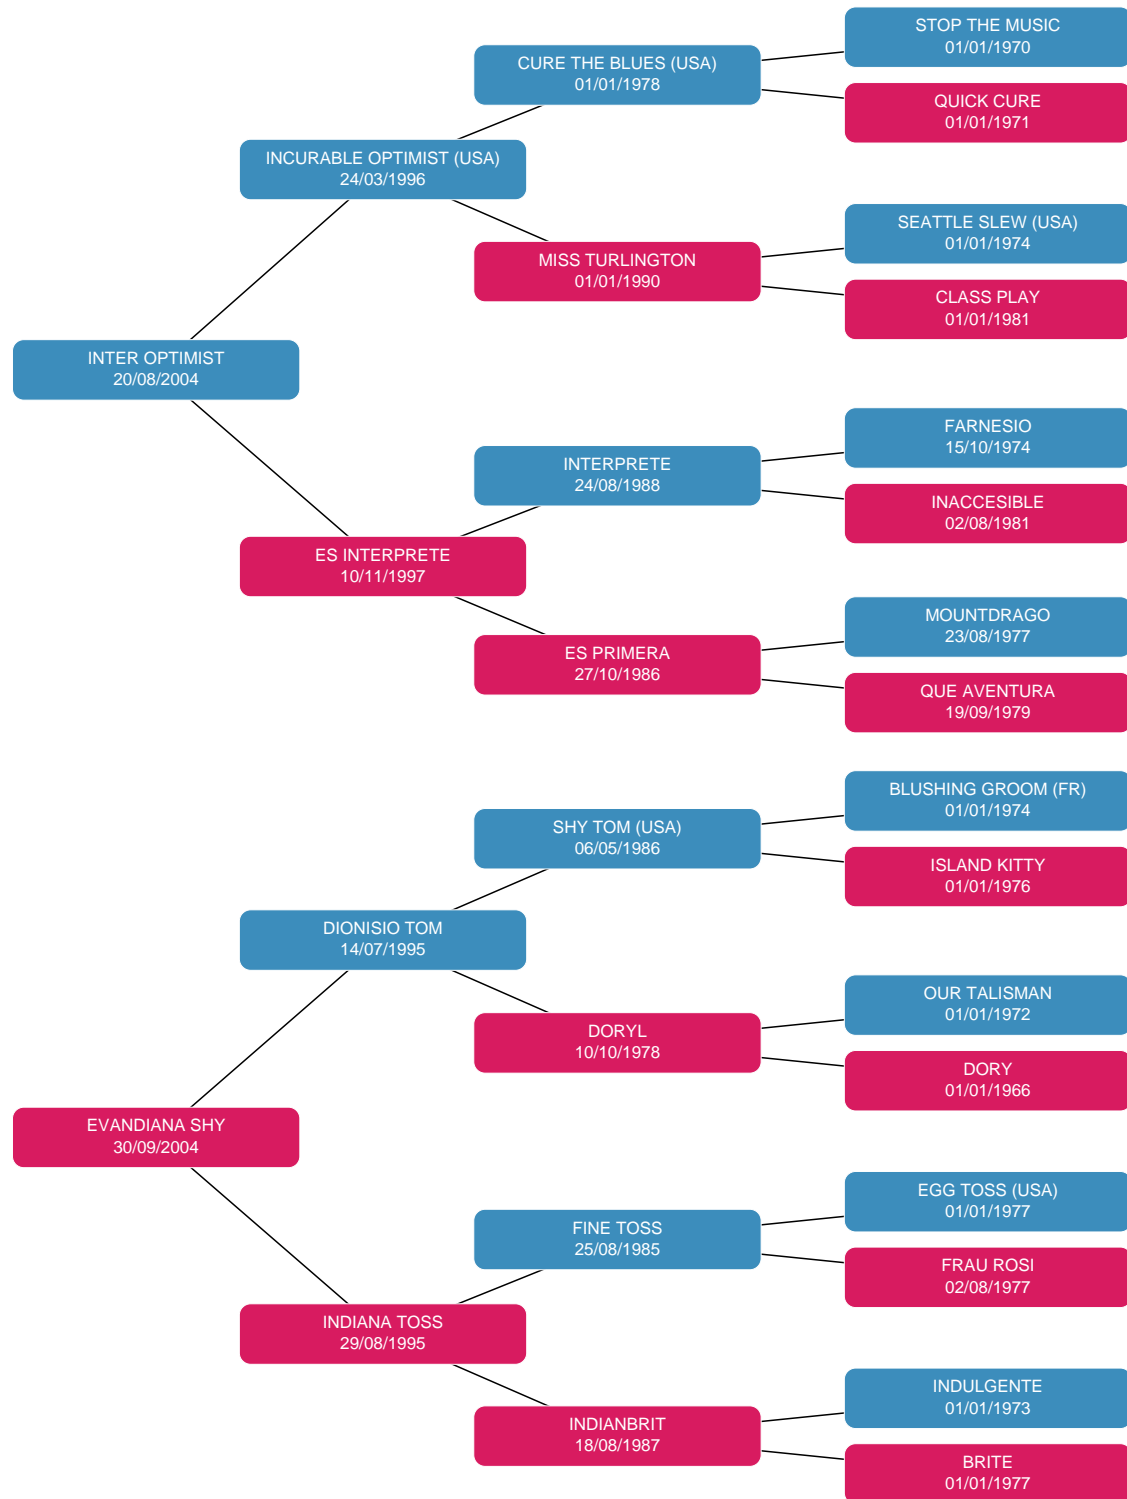 STOP THE MUSIC
01/01/1970
CURE THE BLUES (USA)
01/01/1978
QUICK CURE
01/01/1971
INCURABLE OPTIMIST (USA)
24/03/1996
SEATTLE SLEW (USA)
01/01/1974
MISS TURLINGTON
01/01/1990
CLASS PLAY
01/01/1981
INTER OPTIMIST
20/08/2004
FARNESIO
15/10/1974
INTERPRETE
24/08/1988
INACCESIBLE
02/08/1981
ES INTERPRETE
10/11/1997
MOUNTDRAGO
23/08/1977
ES PRIMERA
27/10/1986
QUE AVENTURA
19/09/1979
BLUSHING GROOM (FR)
01/01/1974
SHY TOM (USA)
06/05/1986
ISLAND KITTY
01/01/1976
DIONISIO TOM
14/07/1995
OUR TALISMAN
01/01/1972
DORYL
10/10/1978
DORY
01/01/1966
EVANDIANA SHY
30/09/2004
EGG TOSS (USA)
01/01/1977
FINE TOSS
25/08/1985
FRAU ROSI
02/08/1977
INDIANA TOSS
29/08/1995
INDULGENTE
01/01/1973
INDIANBRIT
18/08/1987
BRITE
01/01/1977